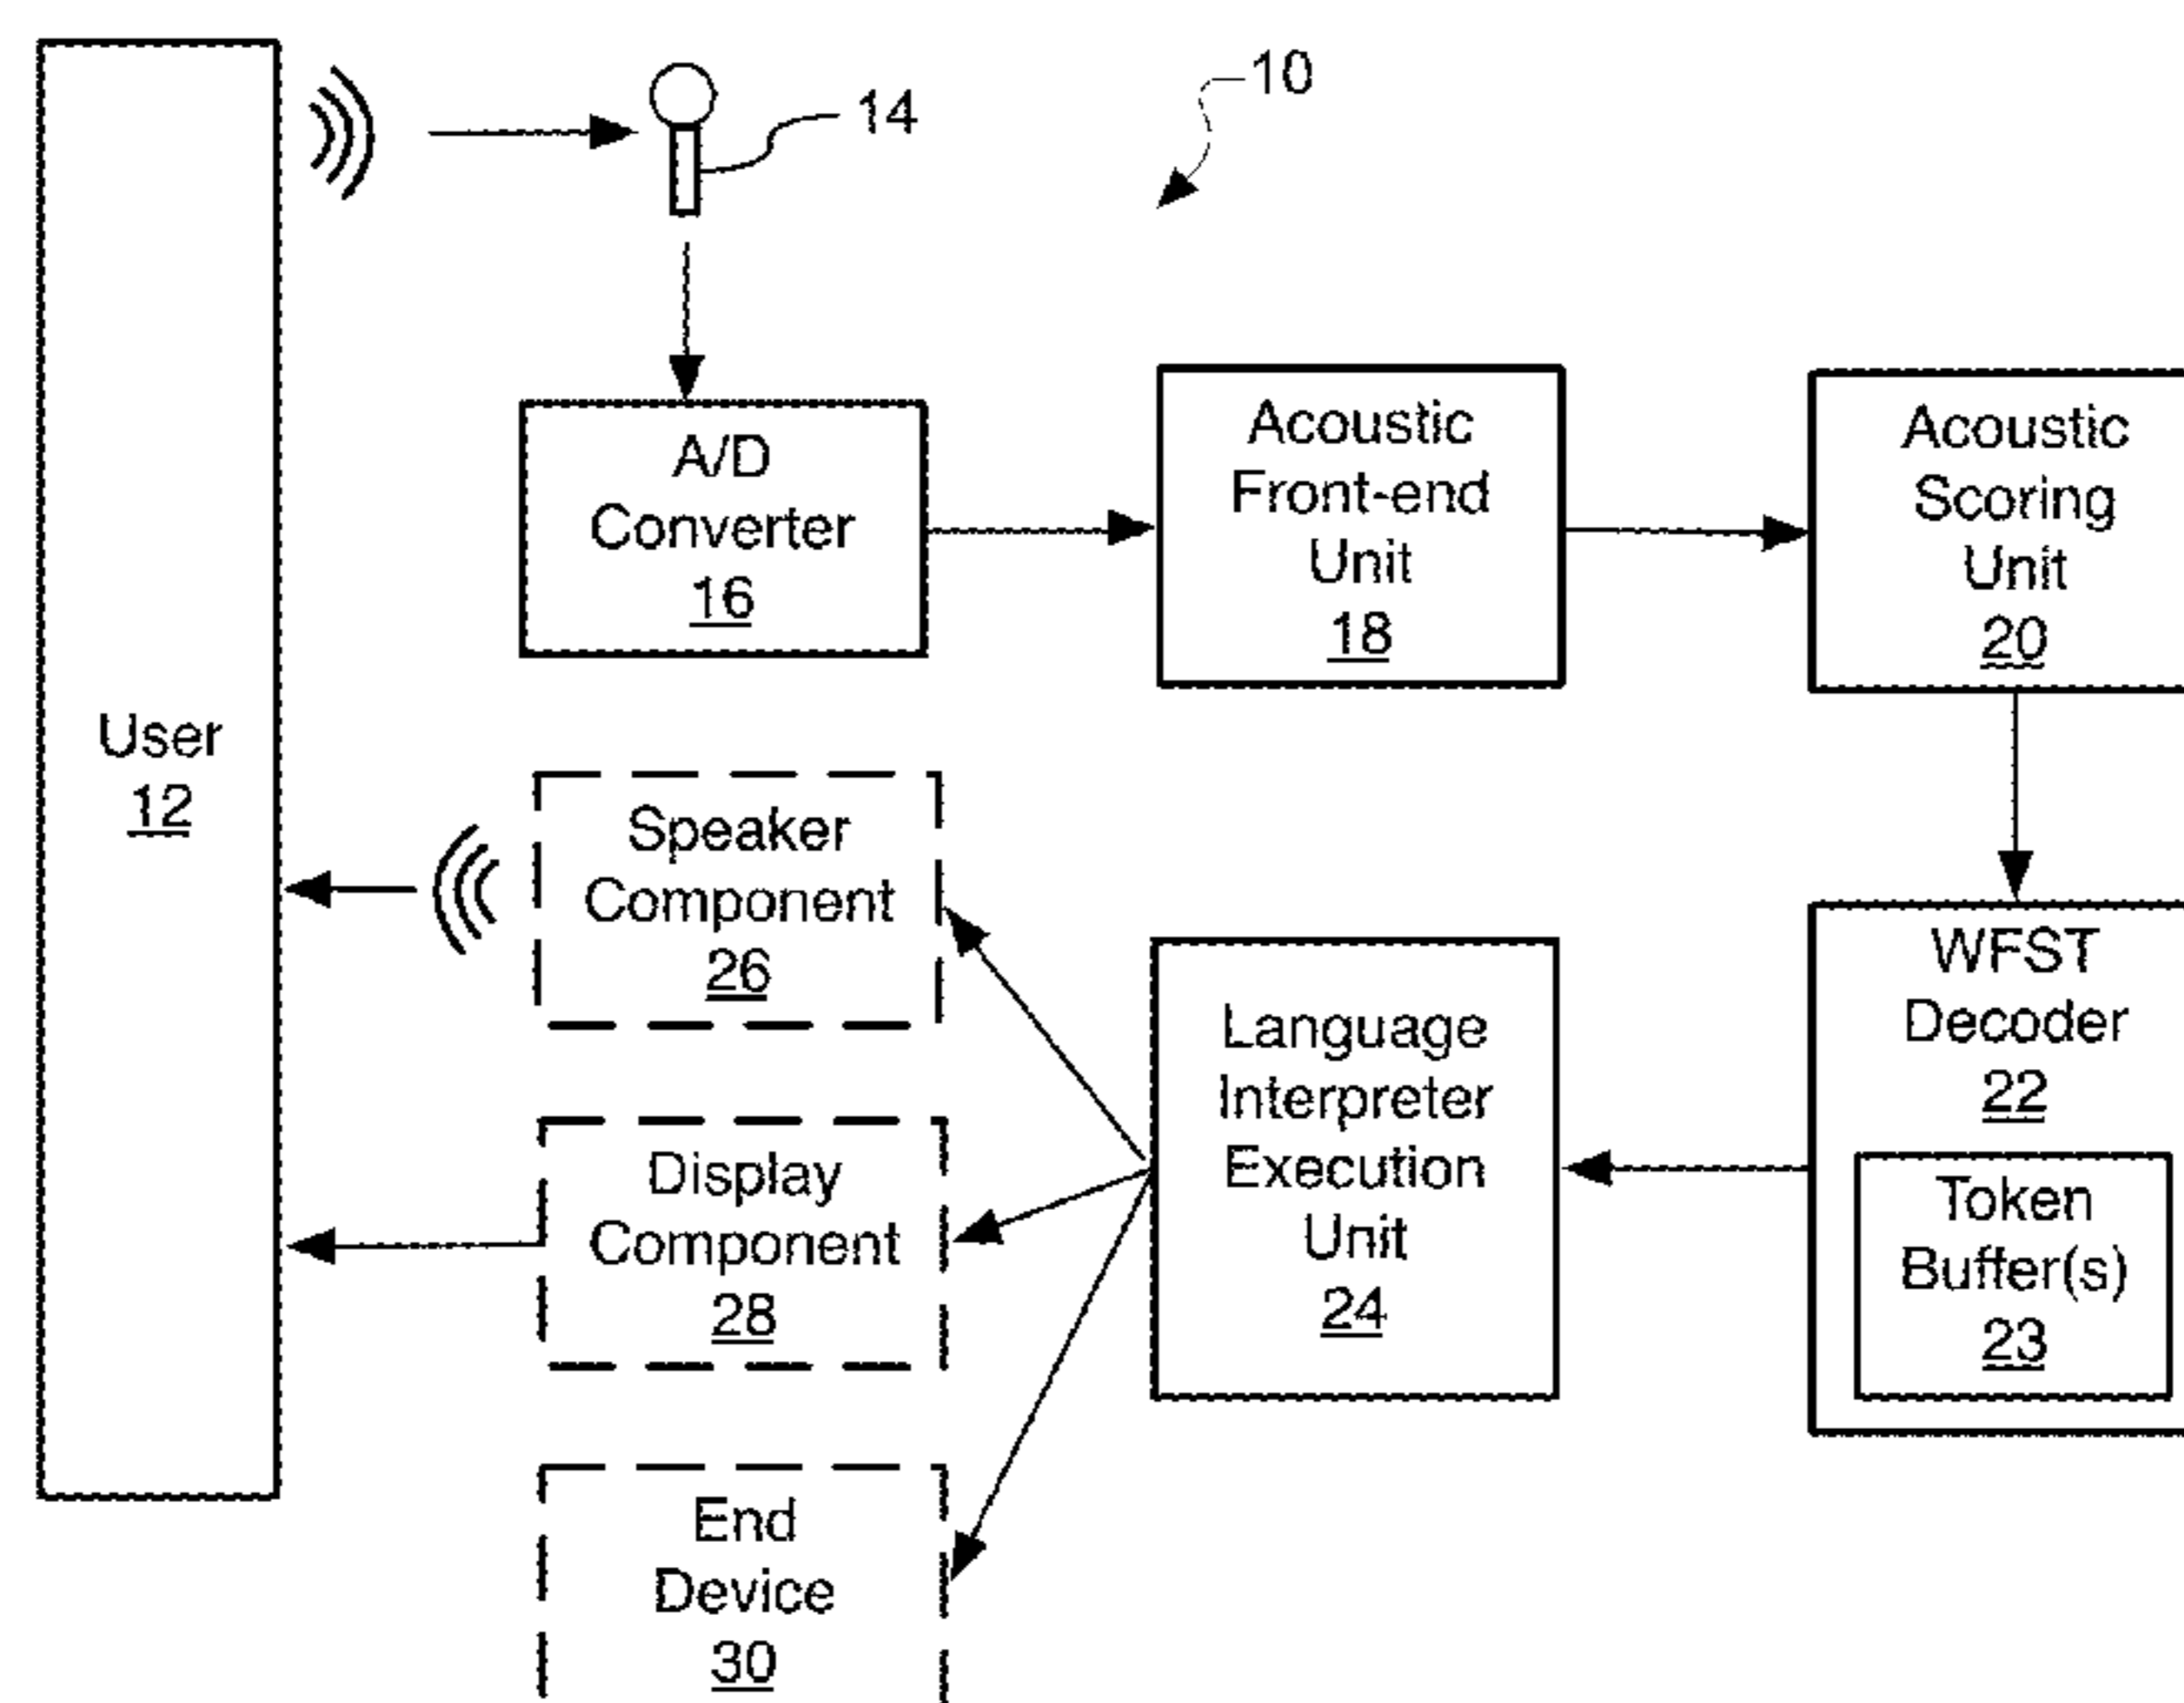 10
14
A/D
Converter
16
Acoustic
Front-end
Unit
18
Acoustic
Scoring
Unit
20
User
12
Speaker
Component
26
WFST
Decoder
22
Language
Interpreter
Execution
Unit
24
Token
Buffer(s)
23
Display
Component
28
End
Device
30